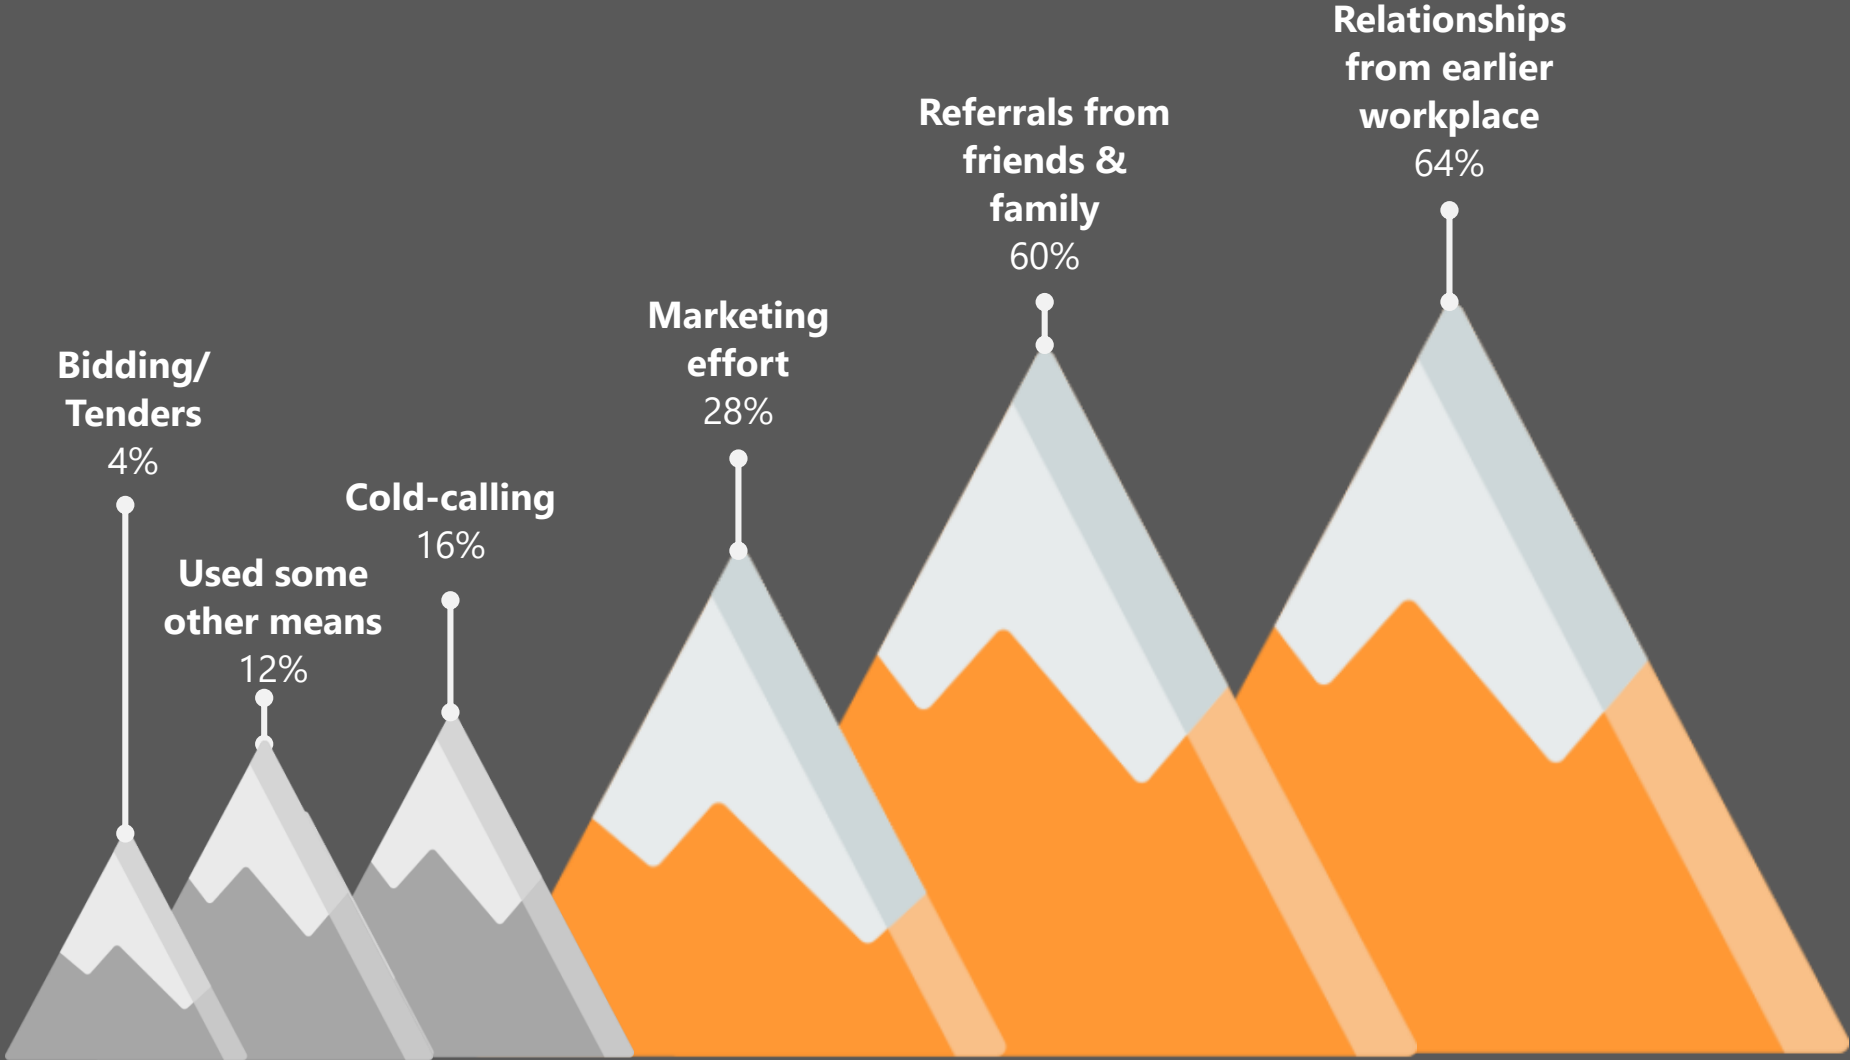 Bidding/
Tenders
4%
Used some
other means
12%
Cold-calling
16%
Marketing
effort
28%
Referrals from
friends &
family
60%
Relationships
from earlier
workplace
64%